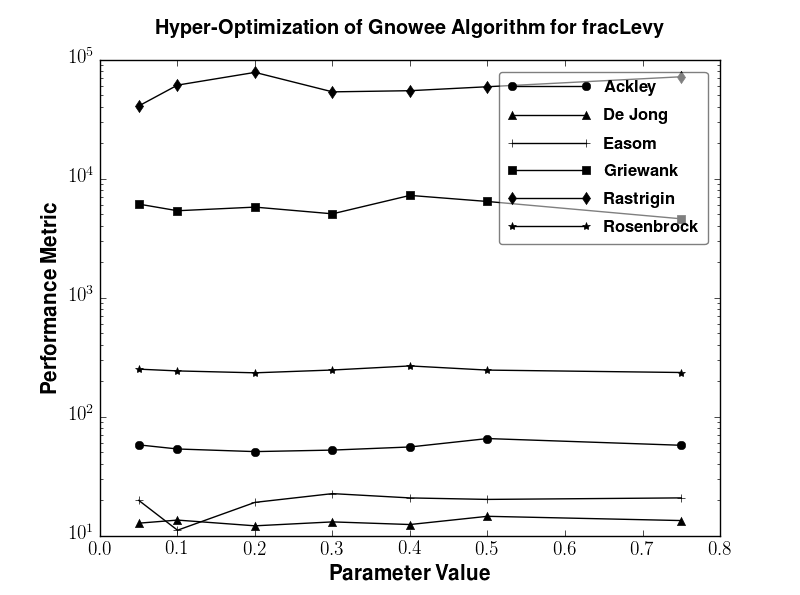 Hyper-Optimization of Gnowee Algorithm for fracLevy
Performance Metric
10^5
10^4
10^3
10^2
10^1
Ackley
De Jong
Easom
Griewank
Rastrigin
Rosenbrock
0.0 0.1 0.2 0.3 0.4 0.5 0.6 0.7 0.8
Parameter Value